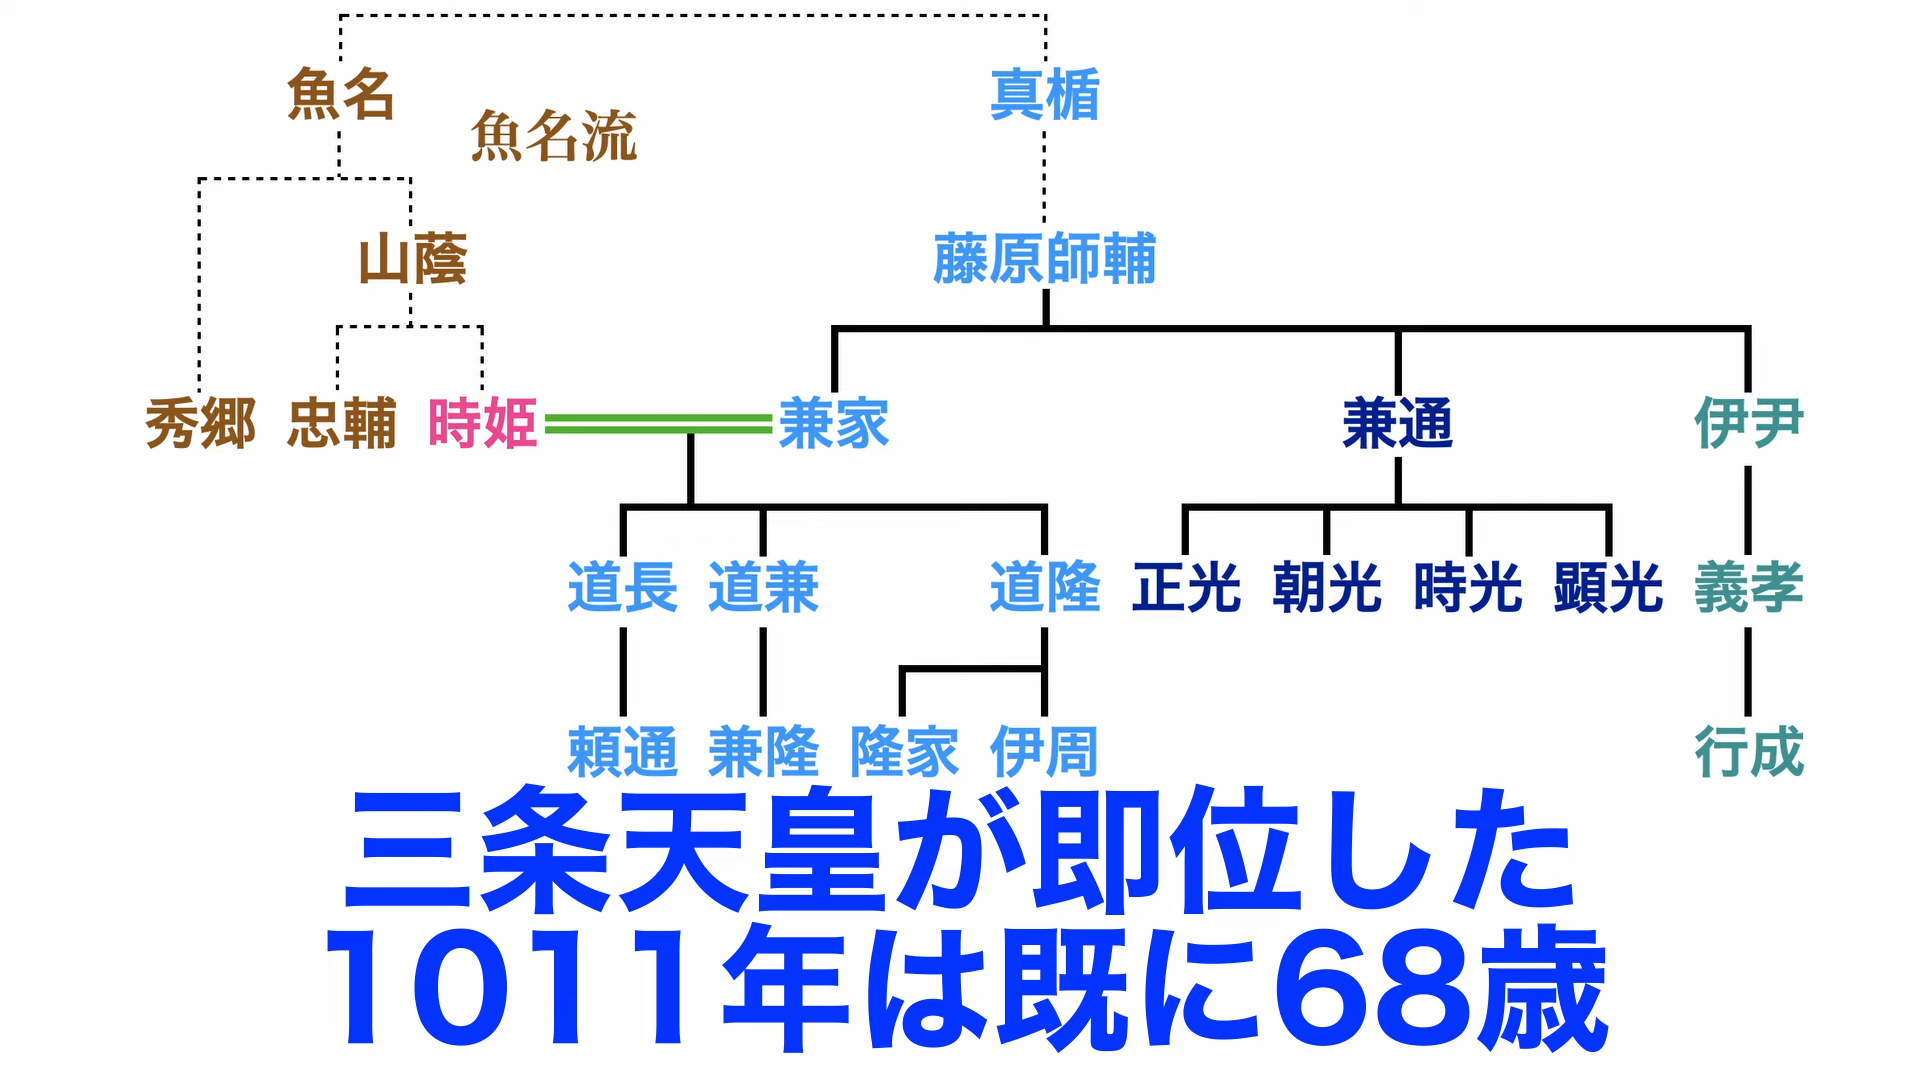 魚名 真楯
魚名流
山蔭 藤原師輔
秀郷 忠輔 時姫 兼家 兼通 伊尹
道長 道兼 道隆 正光 朝光 時光 顕光 義孝
頼通 兼隆 隆家 伊周 行成
三条天皇が即位した
1011年は既に68歳